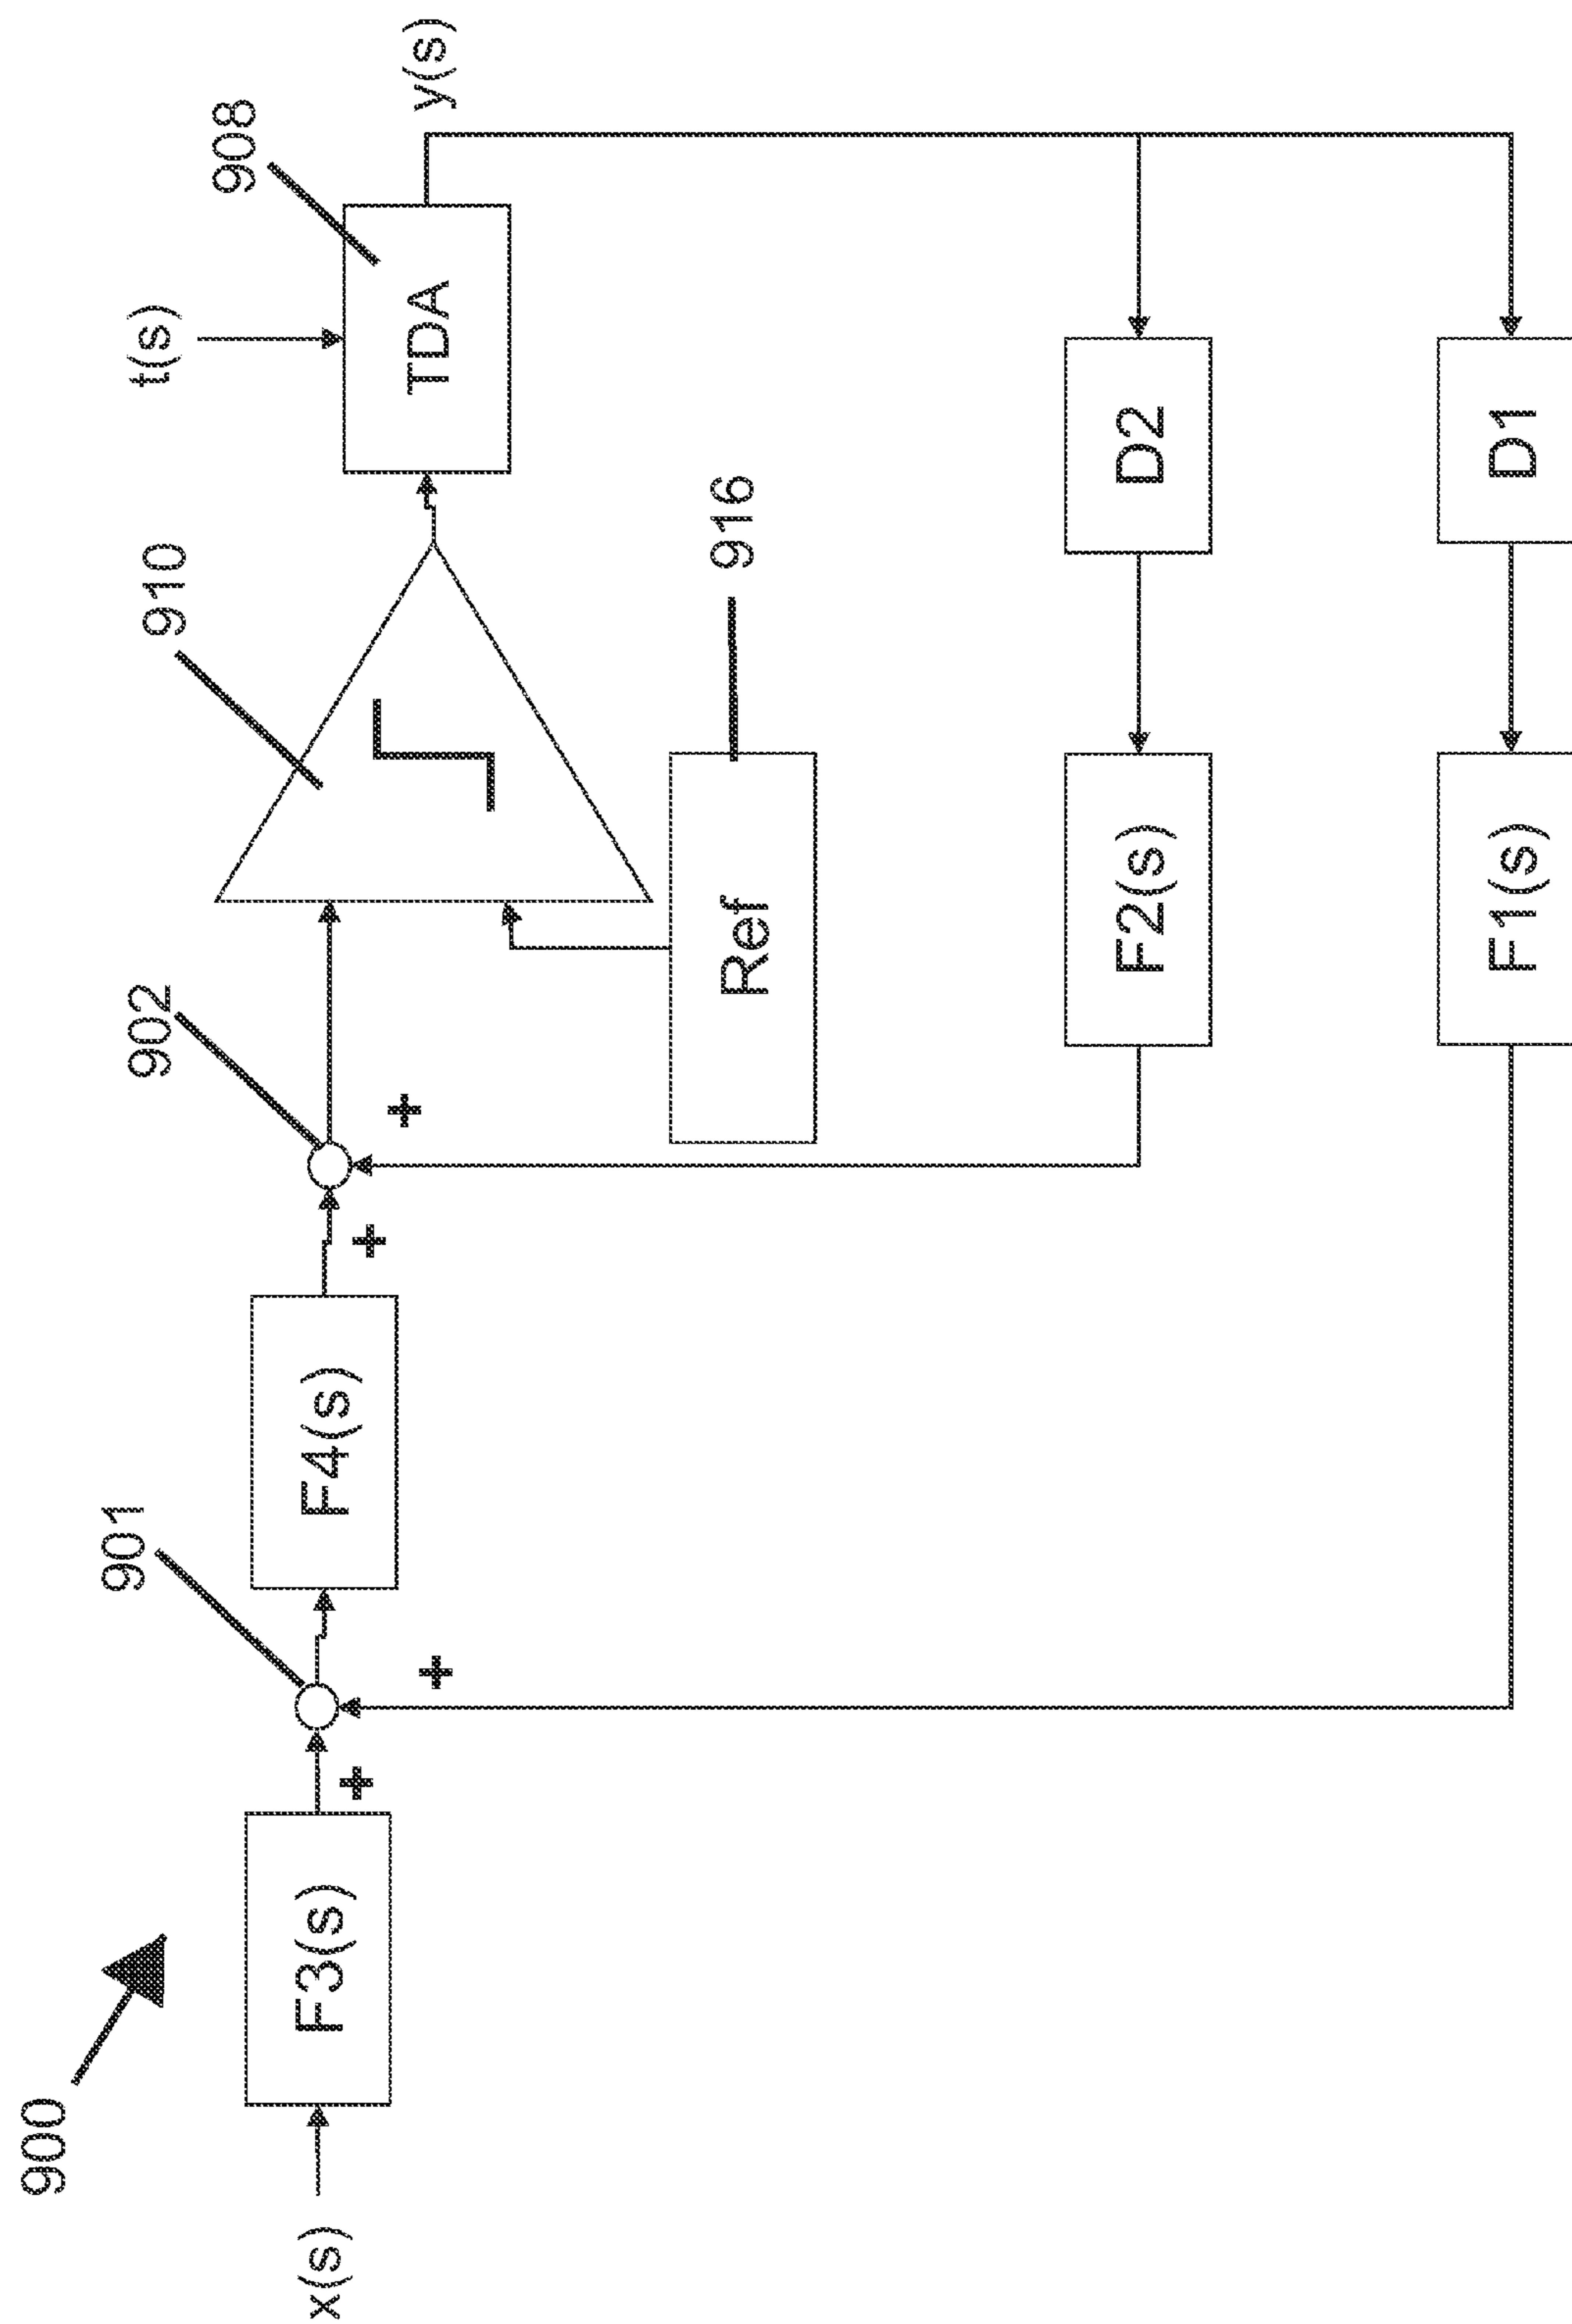 900
x(s)
F3(s)
+
901
+
F4(s)
+
902
+
910
Ref
916
t(s)
908
TDA
y(s)
F2(s)
D2
F1(s)
D1